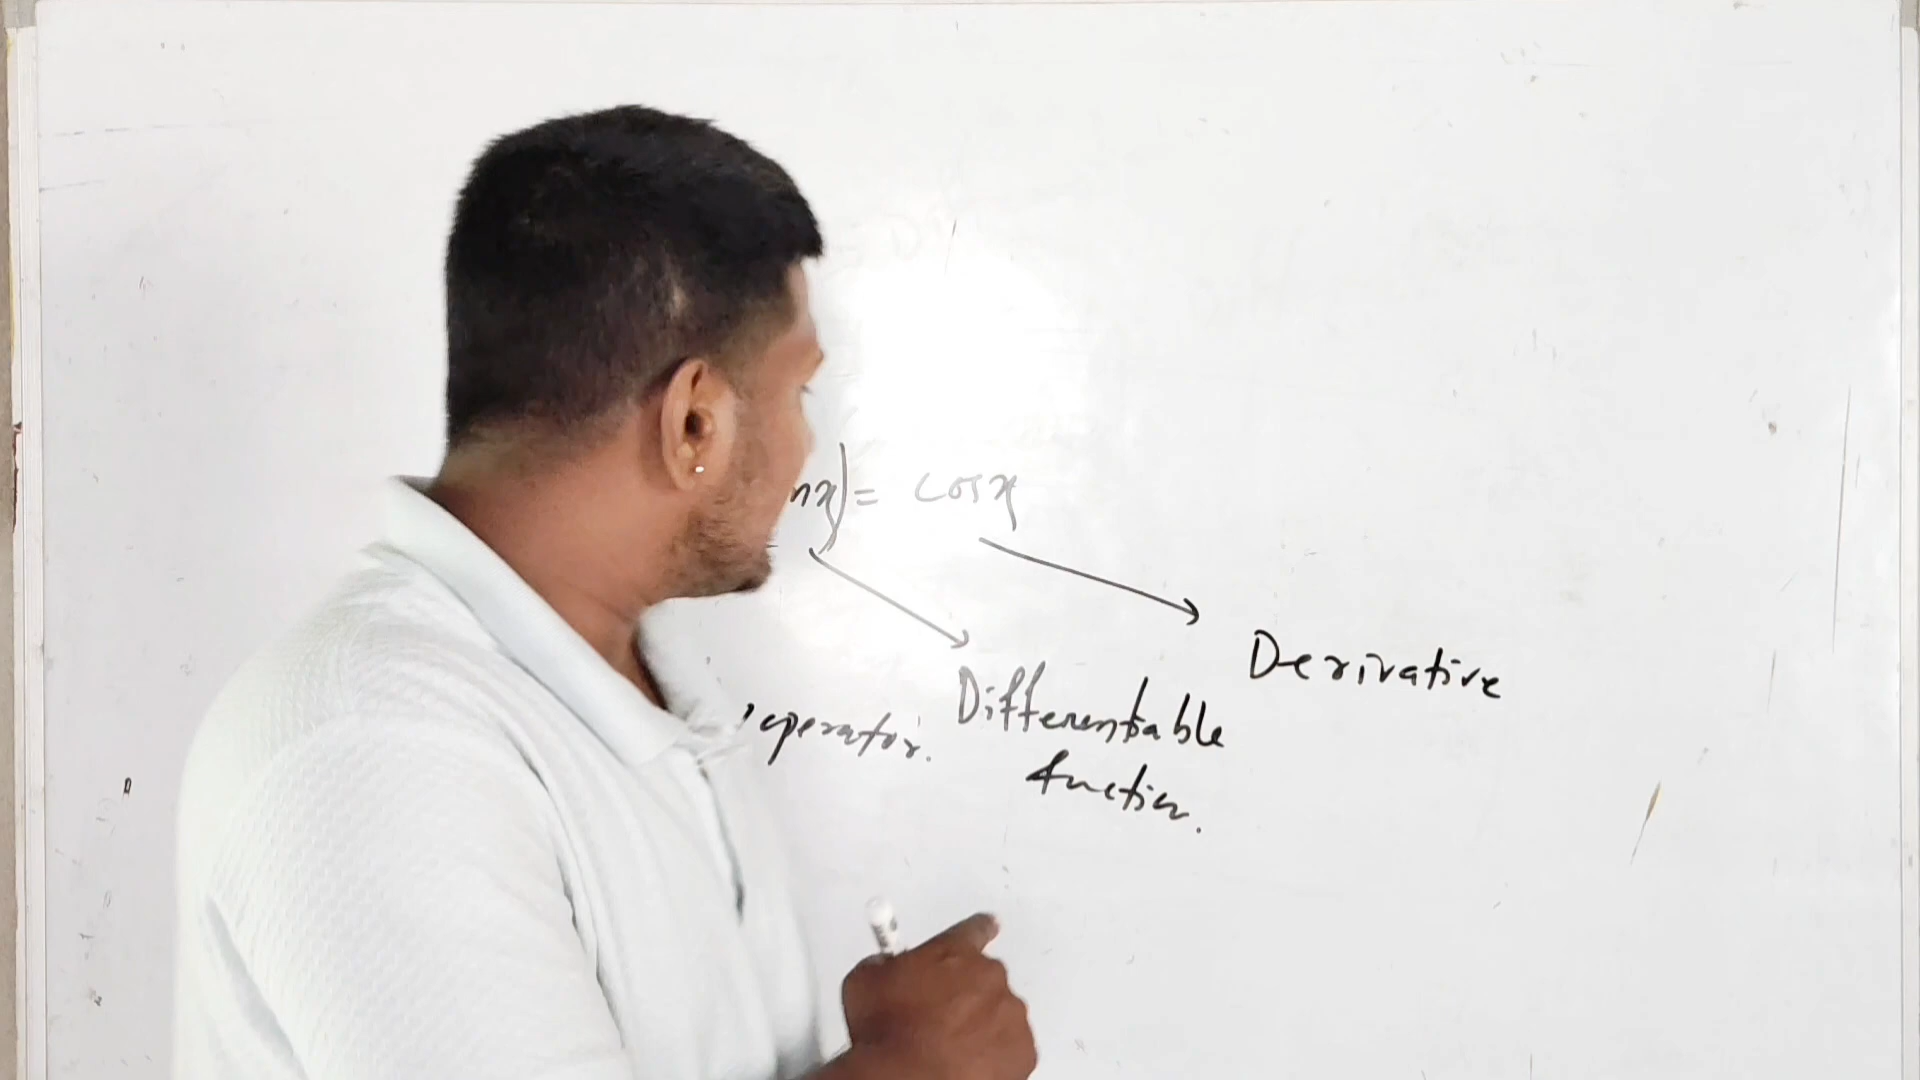 nx) = cosx
Derivative
operator.
Differentiable
function.